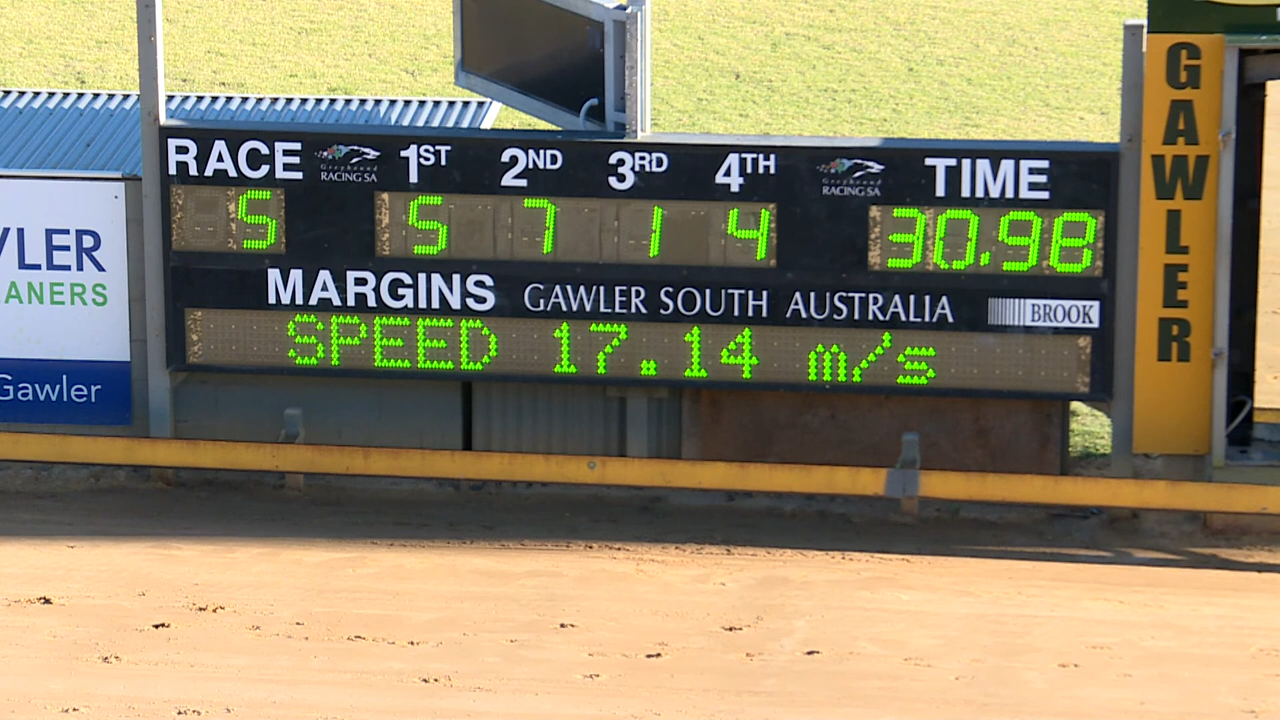 RACE Greyhound RACING SA 1ST 2ND 3RD 4TH Greyhound RACING SA TIME
5 5 7 1 4 30.98
MARGINS GAWLER SOUTH AUSTRALIA BROOK
SPEED 17.14 m/s
GAWLER
WLER
ANERS
Gawler